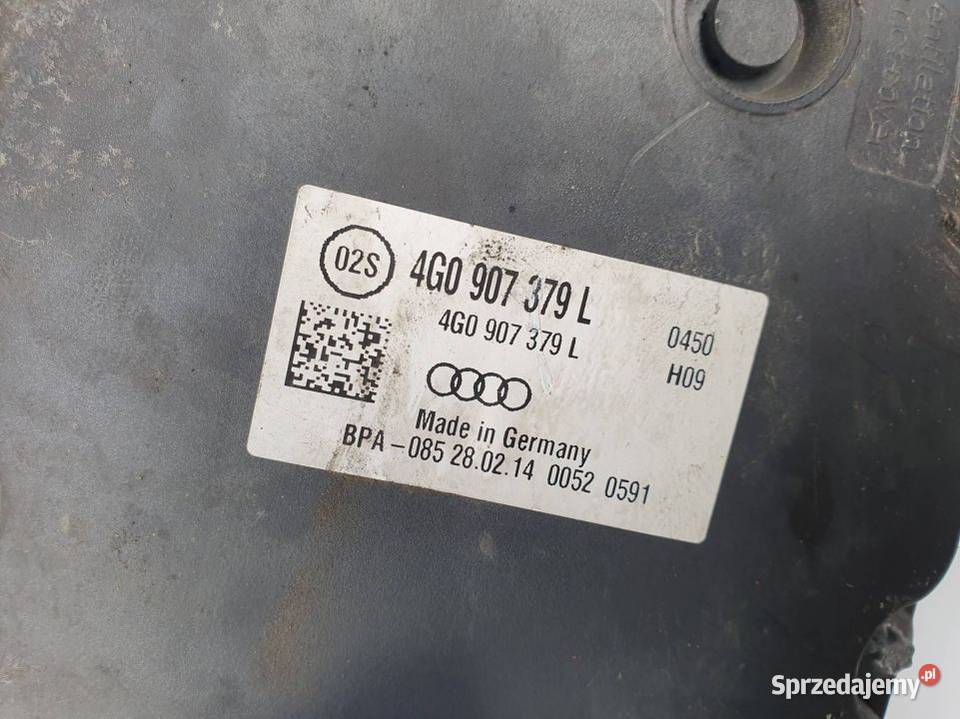 02S 4G0 907 379 L
4G0 907 379 L 0450
H09
Made in Germany
BPA-085 28.02.14 0052 0591
Sprzedajemy.pl